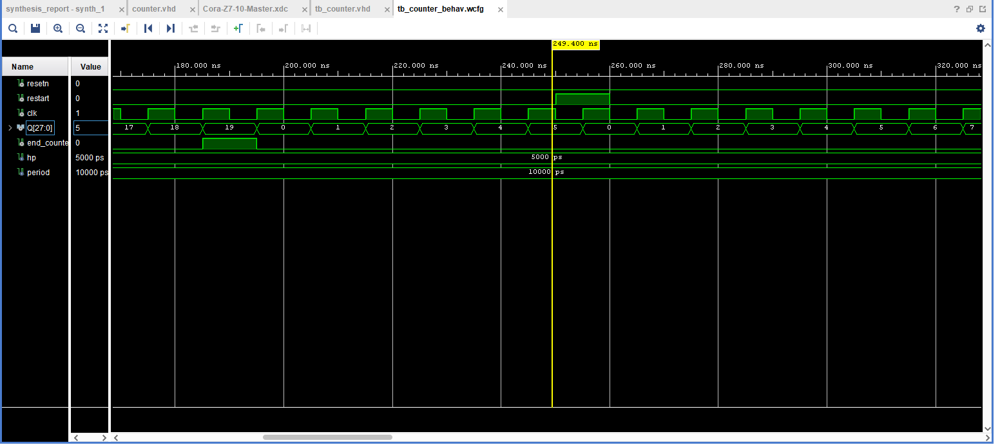 synthesis_report - synth_1 × counter.vhd × Cora-Z7-10-Master.xdc × tb_counter.vhd × tb_counter_behav.wcfg ×
?
249.400 ns
Name Value
180.000 ns 200.000 ns 220.000 ns 240.000 ns 260.000 ns 280.000 ns 300.000 ns 320.000 ns
resetn 0
restart 0
clk 1
Q[27:0] 5 17 18 19 0 1 2 3 4 5 0 1 2 3 4 5 6 7
end_counte 0
hp 5000 ps 5000 ps
period 10000 ps 10000 ps